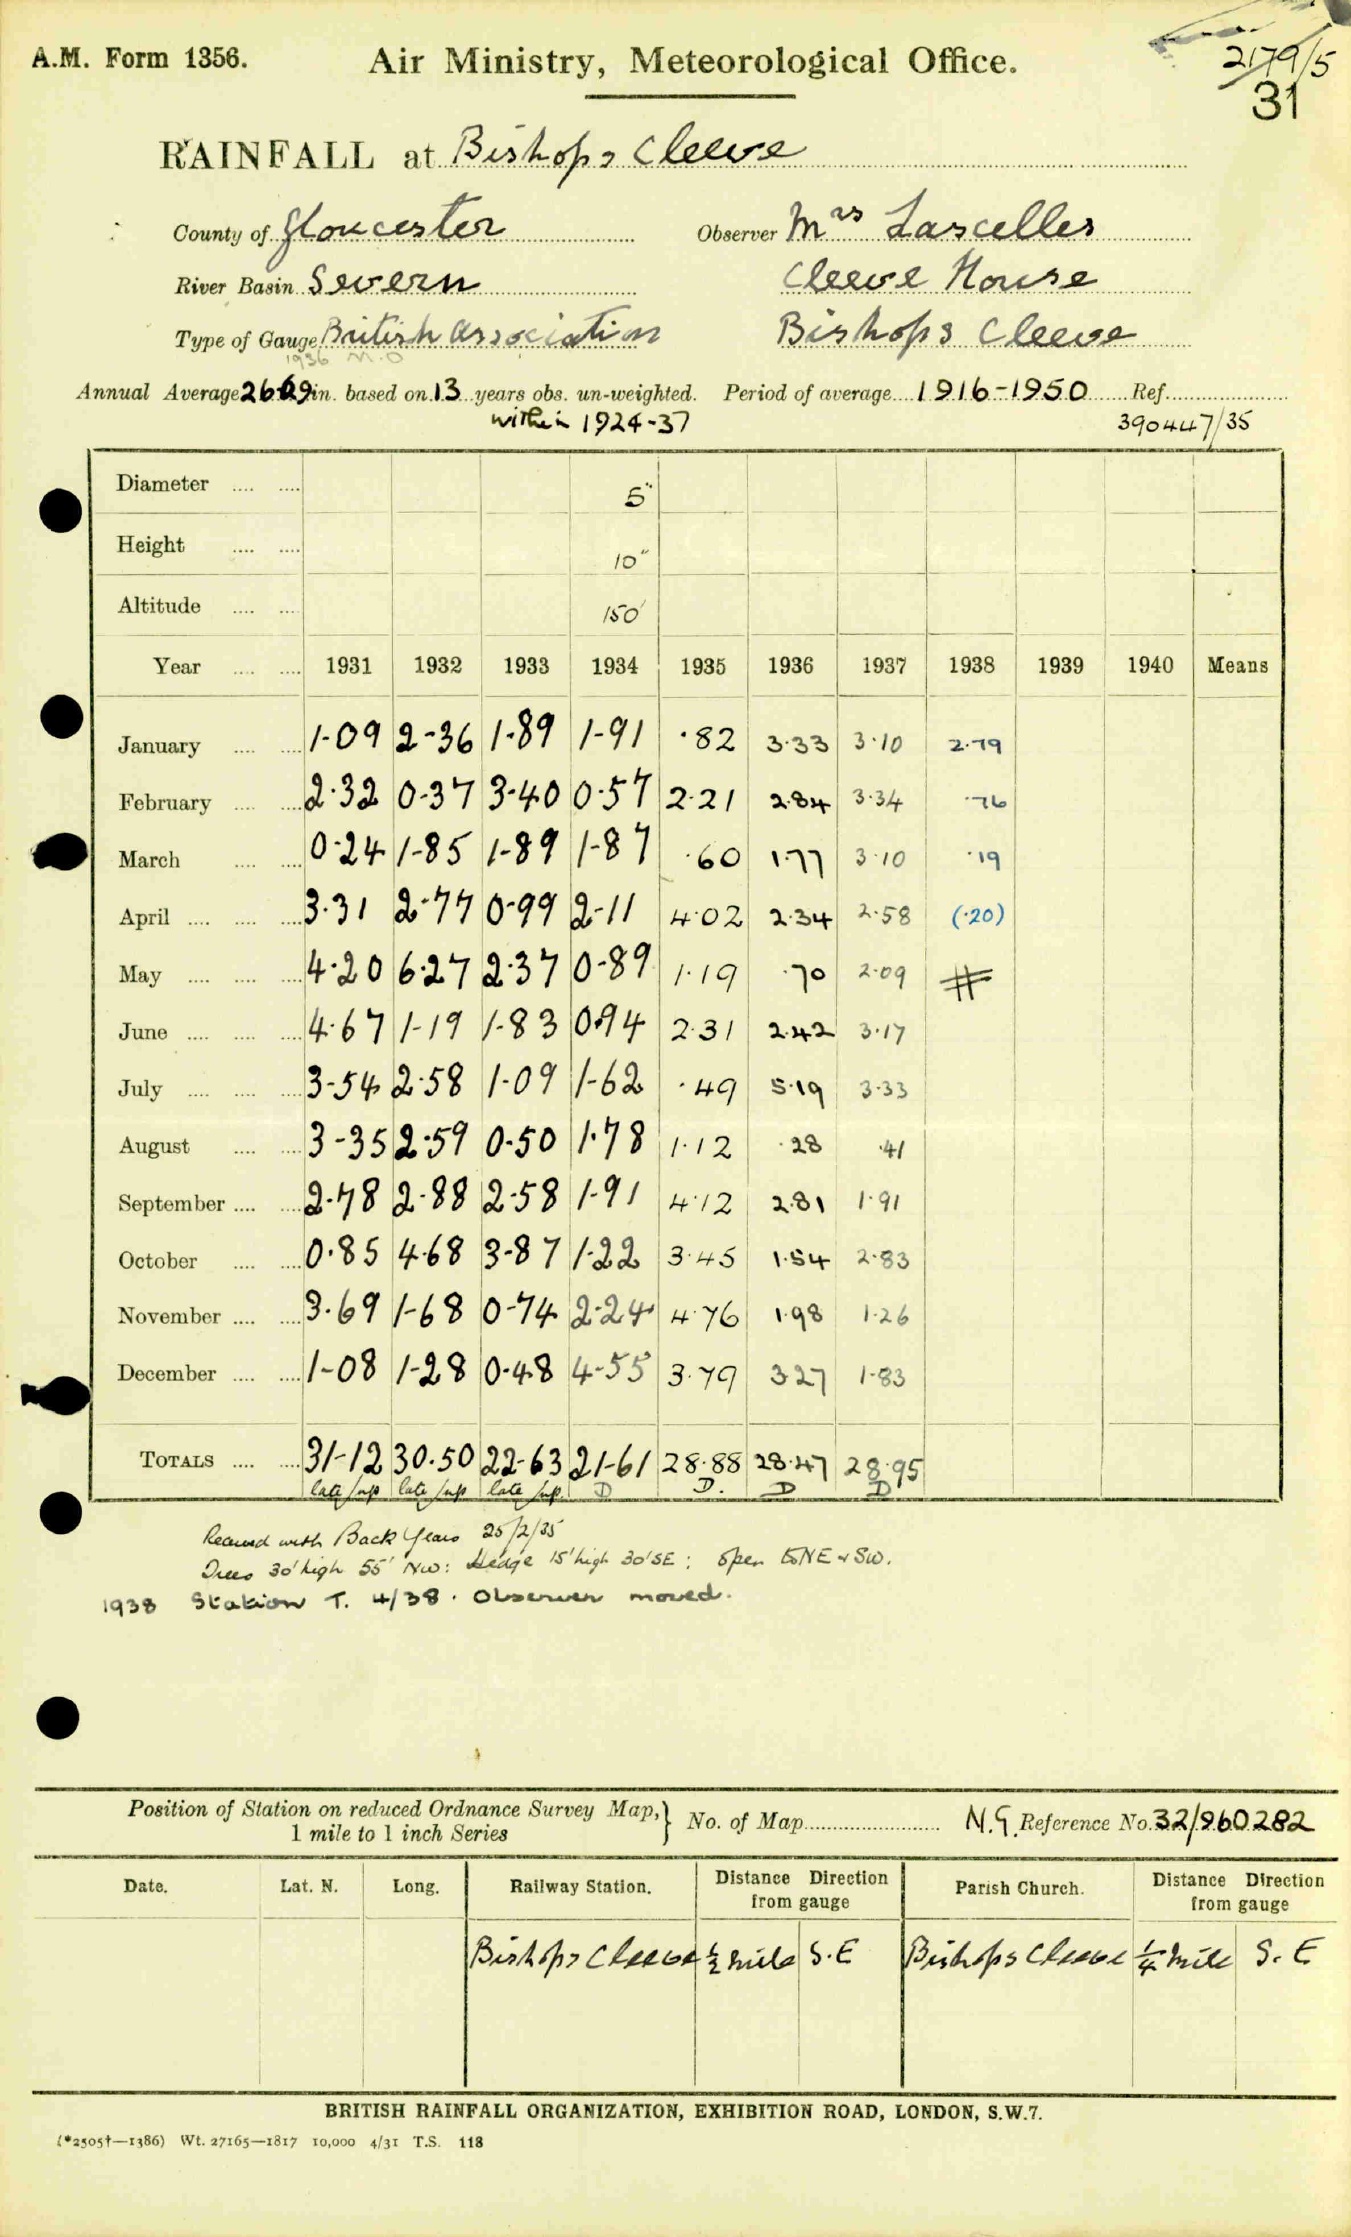 A.M. Form 1356.
Air Ministry, Meteorological Office.
2179/5
31
RAINFALL at Bishops Cleeve
County of Gloucester
Observer Mrs Lascelles
River Basin Severn
Cleeve House
Type of Gauge British Association
Bishops Cleeve
1936 M.O
Annual Average in. based on 13 years obs. un-weighted. Period of average 1916-1950 Ref.
within 1924-37
390447/35
Diameter 5"
Height 10"
Altitude 150'
Year 1931 1932 1933 1934 1935 1936 1937 1938 1939 1940 Means
January 1-09 2-36 1-89 1-91 ·82 3·33 3·10 2·79
February 2·32 0-37 3-40 0-57 2·21 2·84 3·34 ·76
March 0-24 1-85 1-89 1-87 ·60 1·77 3·10 ·19
April 3·31 2-77 0-99 2-11 4·02 2·34 2·58 (·20)
May 4·20 6·27 2·37 0-89 1·19 ·70 2·09 #
June 4·67 1-19 1-83 0·94 2·31 2·42 3·17
July 3-54 2·58 1-09 1-62 ·49 5·19 3·33
August 3-35 2·59 0-50 1·78 1·12 ·28 ·41
September 2-78 2-88 2-58 1-91 4·12 2·81 1·91
October 0·85 4·68 3-87 1-22 3·45 1·54 2·83
November 3·69 1-68 0-74 2-24 4·76 1·98 1·26
December 1-08 1-28 0-48 4-55 3·79 3·27 1·83
TOTALS 31-12 30·50 22-63 21-61 28·88 28·47 28·95
late sup late sup late sup. D D. D D
Received with Back Years 25/2/35
Trees 30' high 55' NW: Hedge 15' high 30' SE: open to NE & SW.
1938 Station T. 4/38. Observer moved.
Position of Station on reduced Ordnance Survey Map,
1 mile to 1 inch Series
No. of Map
N.G. Reference No. 32/960282
Date. Lat. N. Long. Railway Station. Distance Direction from gauge Parish Church. Distance Direction from gauge
Bishops Cleeve ½ mile S.E Bishops Cleeve ¼ mile S.E
BRITISH RAINFALL ORGANIZATION, EXHIBITION ROAD, LONDON, S.W.7.
(*2505†—1386) Wt. 27165—1817 10,000 4/31 T.S. 118